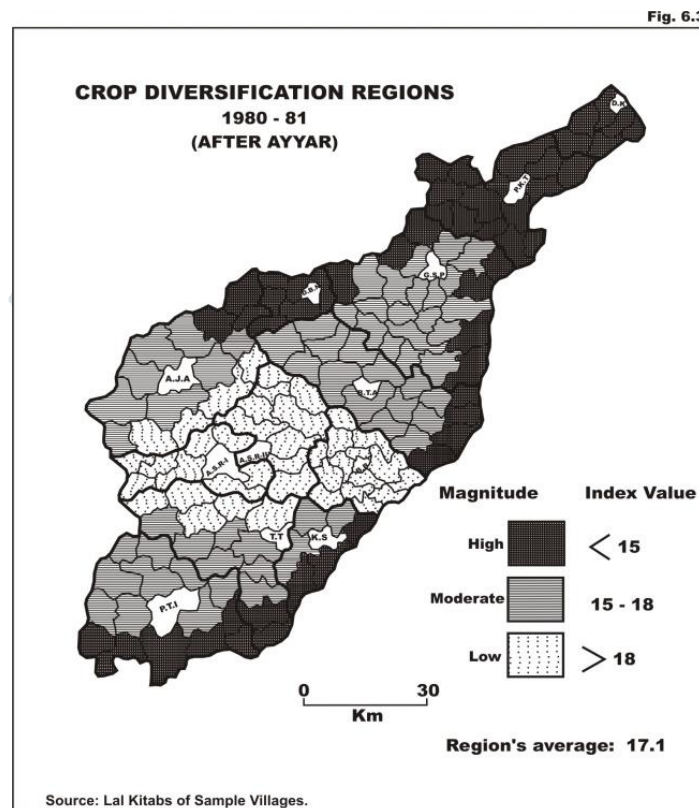 Fig. 6.3
CROP DIVERSIFICATION REGIONS
1980 - 81
(AFTER AYYAR)
D.K
P.K.T
G.S.P
A.J.A
B.T.A
A.S.R-I
A.S.R.II
T.T
K.S
P.T.I
Magnitude Index Value
High < 15
Moderate 15 - 18
Low > 18
0 30
Km
Region's average: 17.1
Source: Lal Kitabs of Sample Villages.